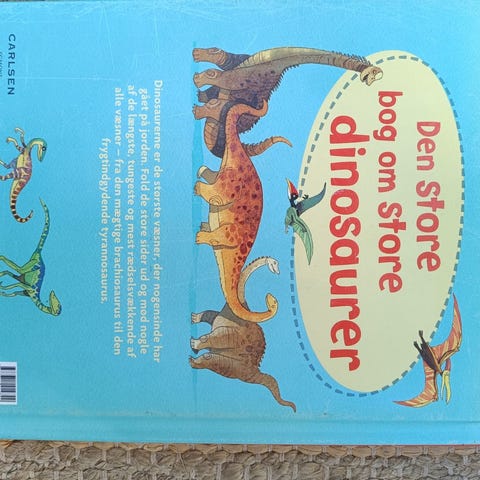 Den store
bog om store
dinosaurer
Dinosaurerne er de største væsner, der nogensinde har
gået på jorden. Fold de store sider ud og mød nogle
af de længste, tungeste og mest rædselsvækkende af
alle væsner – fra den mægtige brachiosaurus til den
frygtindgydende tyrannosaurus.
CARLSEN